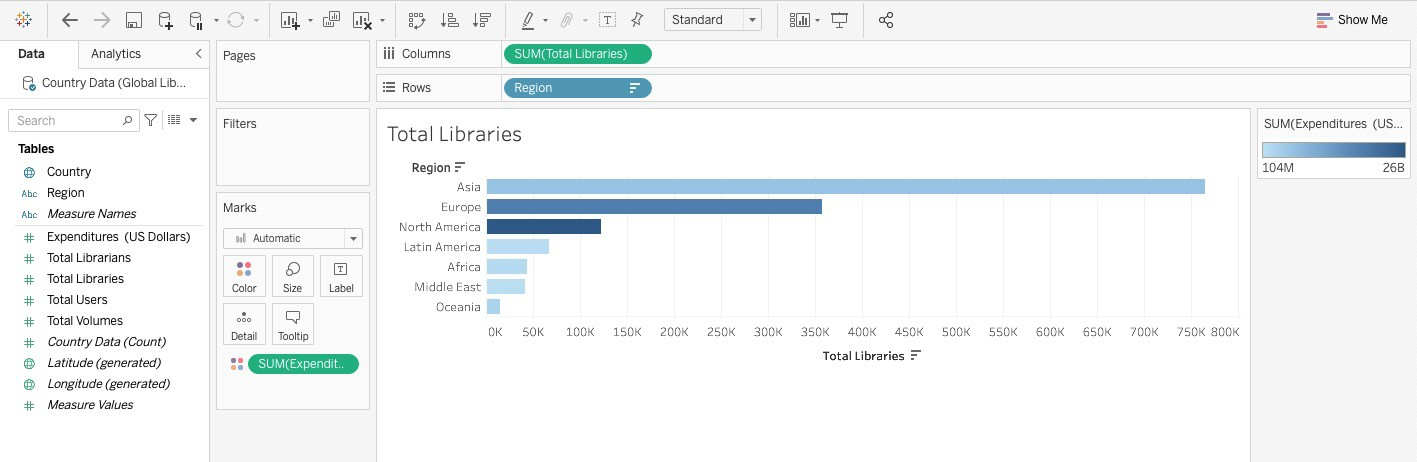 Standard
Show Me
Data Analytics
Country Data (Global Lib...
Search
Tables
Country
Abc Region
Abc Measure Names
Expenditures (US Dollars)
Total Librarians
Total Libraries
Total Users
Total Volumes
Country Data (Count)
Latitude (generated)
Longitude (generated)
Measure Values
Pages
Filters
Marks
Automatic
Color Size Label
Detail Tooltip
SUM(Expendit..
Columns SUM(Total Libraries)
Rows Region
Total Libraries
Region
Asia
Europe
North America
Latin America
Africa
Middle East
Oceania
0K 50K 100K 150K 200K 250K 300K 350K 400K 450K 500K 550K 600K 650K 700K 750K 800K
Total Libraries
SUM(Expenditures (US...
104M 26B